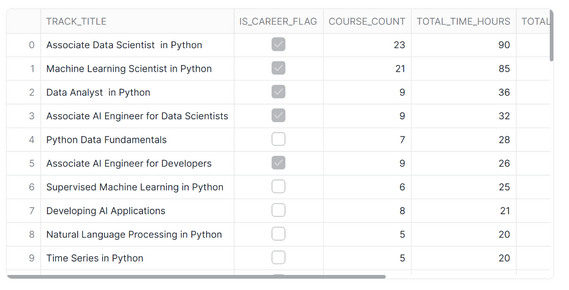 TRACK_TITLE IS_CAREER_FLAG COURSE_COUNT TOTAL_TIME_HOURS TOTAL
0 Associate Data Scientist  in Python 23 90
1 Machine Learning Scientist in Python 21 85
2 Data Analyst  in Python 9 36
3 Associate AI Engineer for Data Scientists 9 32
4 Python Data Fundamentals 7 28
5 Associate AI Engineer for Developers 9 26
6 Supervised Machine Learning in Python 6 25
7 Developing AI Applications 8 21
8 Natural Language Processing in Python 5 20
9 Time Series in Python 5 20